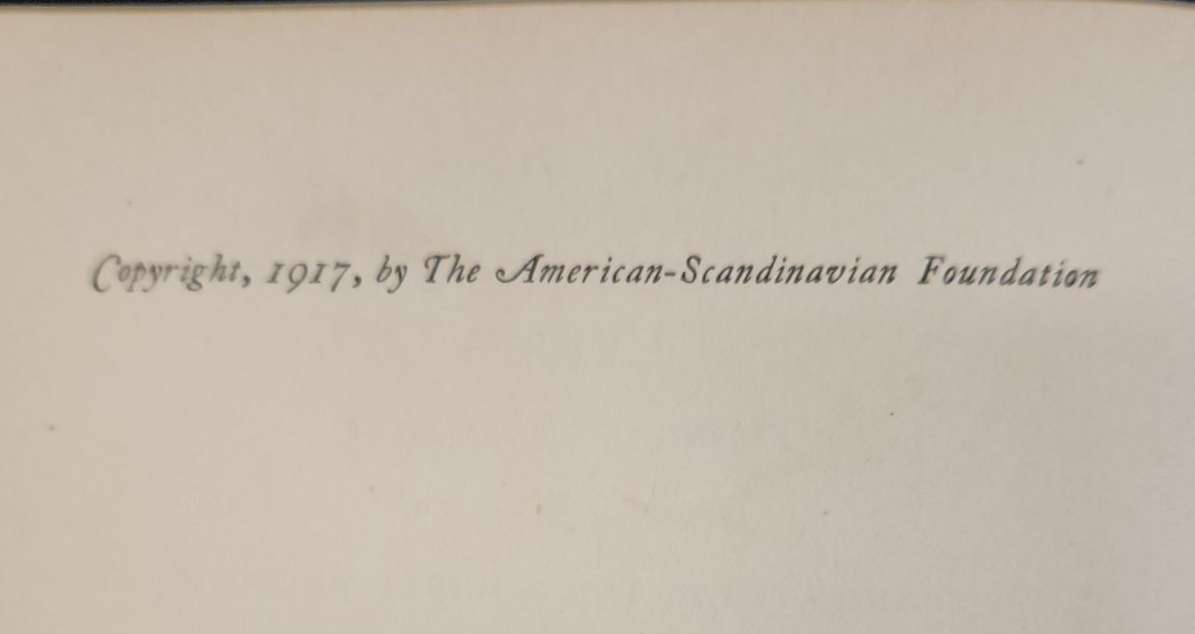 Copyright, 1917, by The American-Scandinavian Foundation